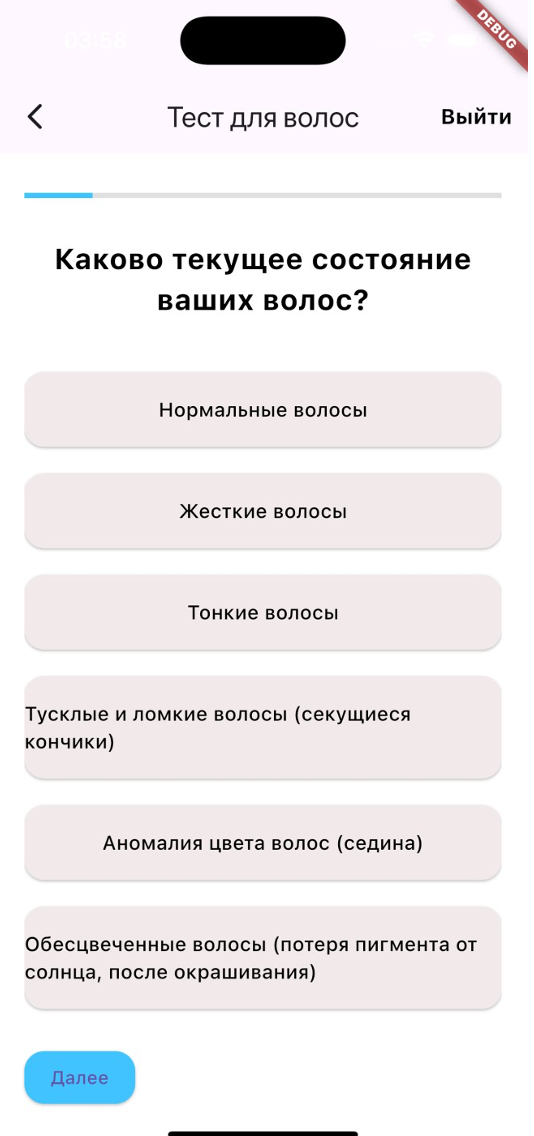 03:58
DEBUG
Тест для волос
Выйти
Каково текущее состояние
ваших волос?
Нормальные волосы
Жесткие волосы
Тонкие волосы
Тусклые и ломкие волосы (секущиеся
кончики)
Аномалия цвета волос (седина)
Обесцвеченные волосы (потеря пигмента от
солнца, после окрашивания)
Далее